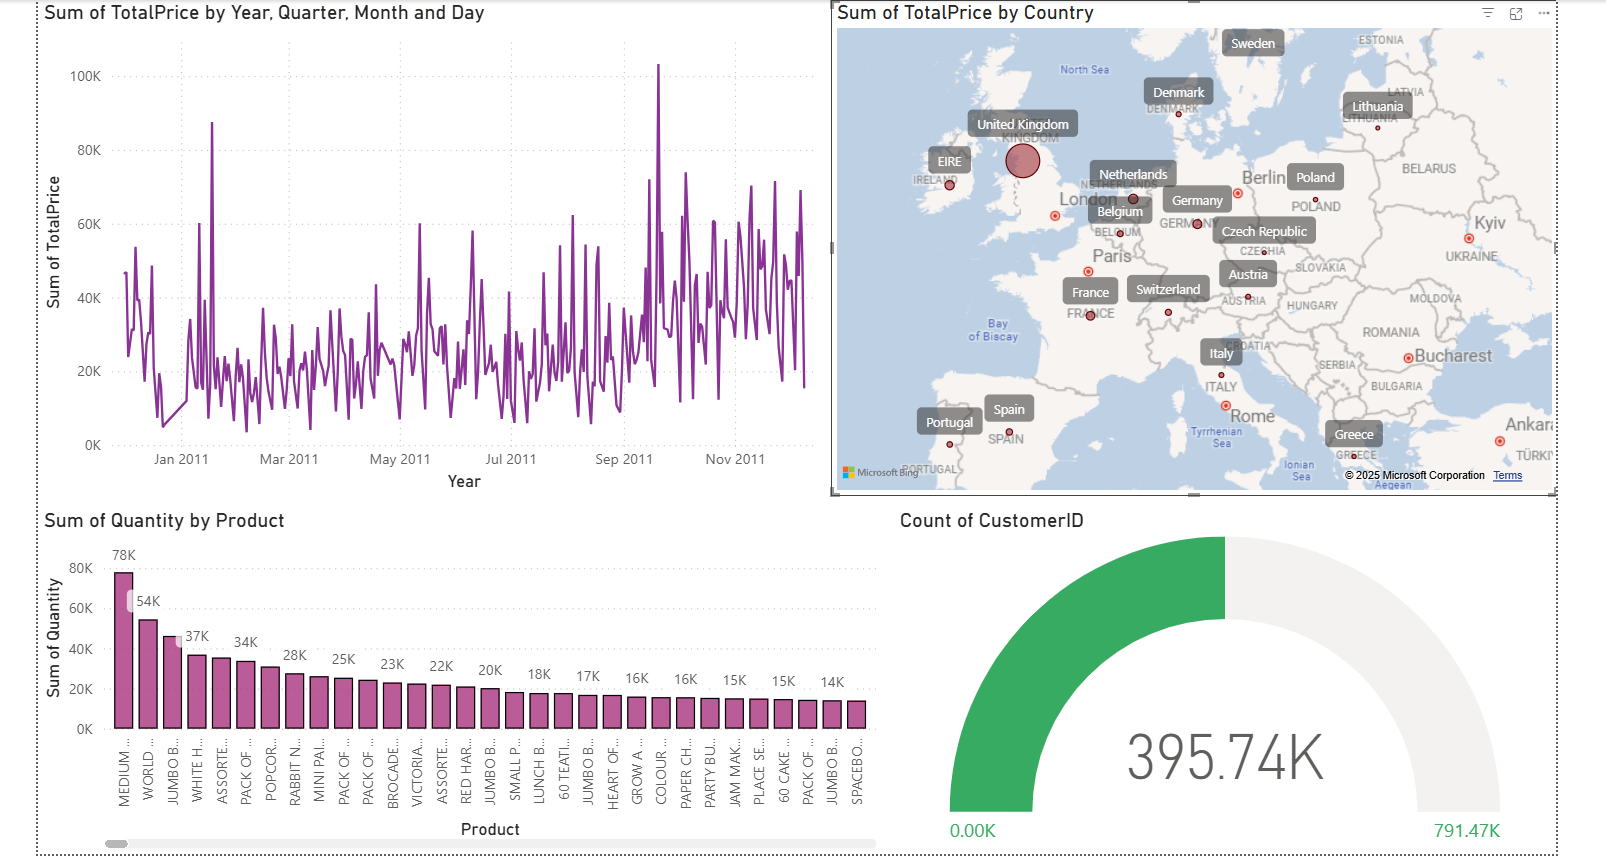 Sum of TotalPrice by Year, Quarter, Month and Day
Sum of TotalPrice
100K
80K
60K
40K
20K
0K
Jan 2011
Mar 2011
May 2011
Jul 2011
Sep 2011
Nov 2011
Year
Sum of TotalPrice by Country
Sweden
ESTONIA
North Sea
Denmark
DENMARK
LATVIA
Lithuania
LITHUANIA
United Kingdom
KINGDOM
EIRE
IRELAND
BELARUS
Netherlands
NETHERLANDS
Berlin
Poland
POLAND
London
Germany
GERMANY
Belgium
BELGIUM
Czech Republic
CZECHIA
Kyiv
UKRAINE
Paris
SLOVAKIA
Austria
AUSTRIA
France
FRANCE
Switzerland
HUNGARY
MOLDOVA
Bay
of Biscay
CROATIA
ROMANIA
Italy
ITALY
SERBIA
Bucharest
BULGARIA
Rome
Portugal
PORTUGAL
Spain
SPAIN
Tyrrhenian
Sea
Greece
GREECE
Ankara
TÜRKIY
Ionian
Sea
Aegean
Microsoft Bing
© 2025 Microsoft Corporation Terms
Sum of Quantity by Product
Sum of Quantity
80K
60K
40K
20K
0K
78K
54K
37K
34K
28K
25K
23K
22K
20K
18K
17K
16K
16K
15K
15K
14K
MEDIUM ...
WORLD ...
JUMBO B...
WHITE H...
ASSORTE...
PACK OF ...
POPCOR...
RABBIT N...
MINI PAI...
PACK OF ...
PACK OF ...
BROCADE...
VICTORIA...
ASSORTE...
RED HAR...
JUMBO B...
SMALL P...
LUNCH B...
60 TEATI...
JUMBO B...
HEART OF...
GROW A ...
COLOUR ...
PAPER CH...
PARTY BU...
JAM MAK...
PLACE SE...
60 CAKE ...
PACK OF ...
JUMBO B...
SPACEBO...
Product
Count of CustomerID
395.74K
0.00K
791.47K